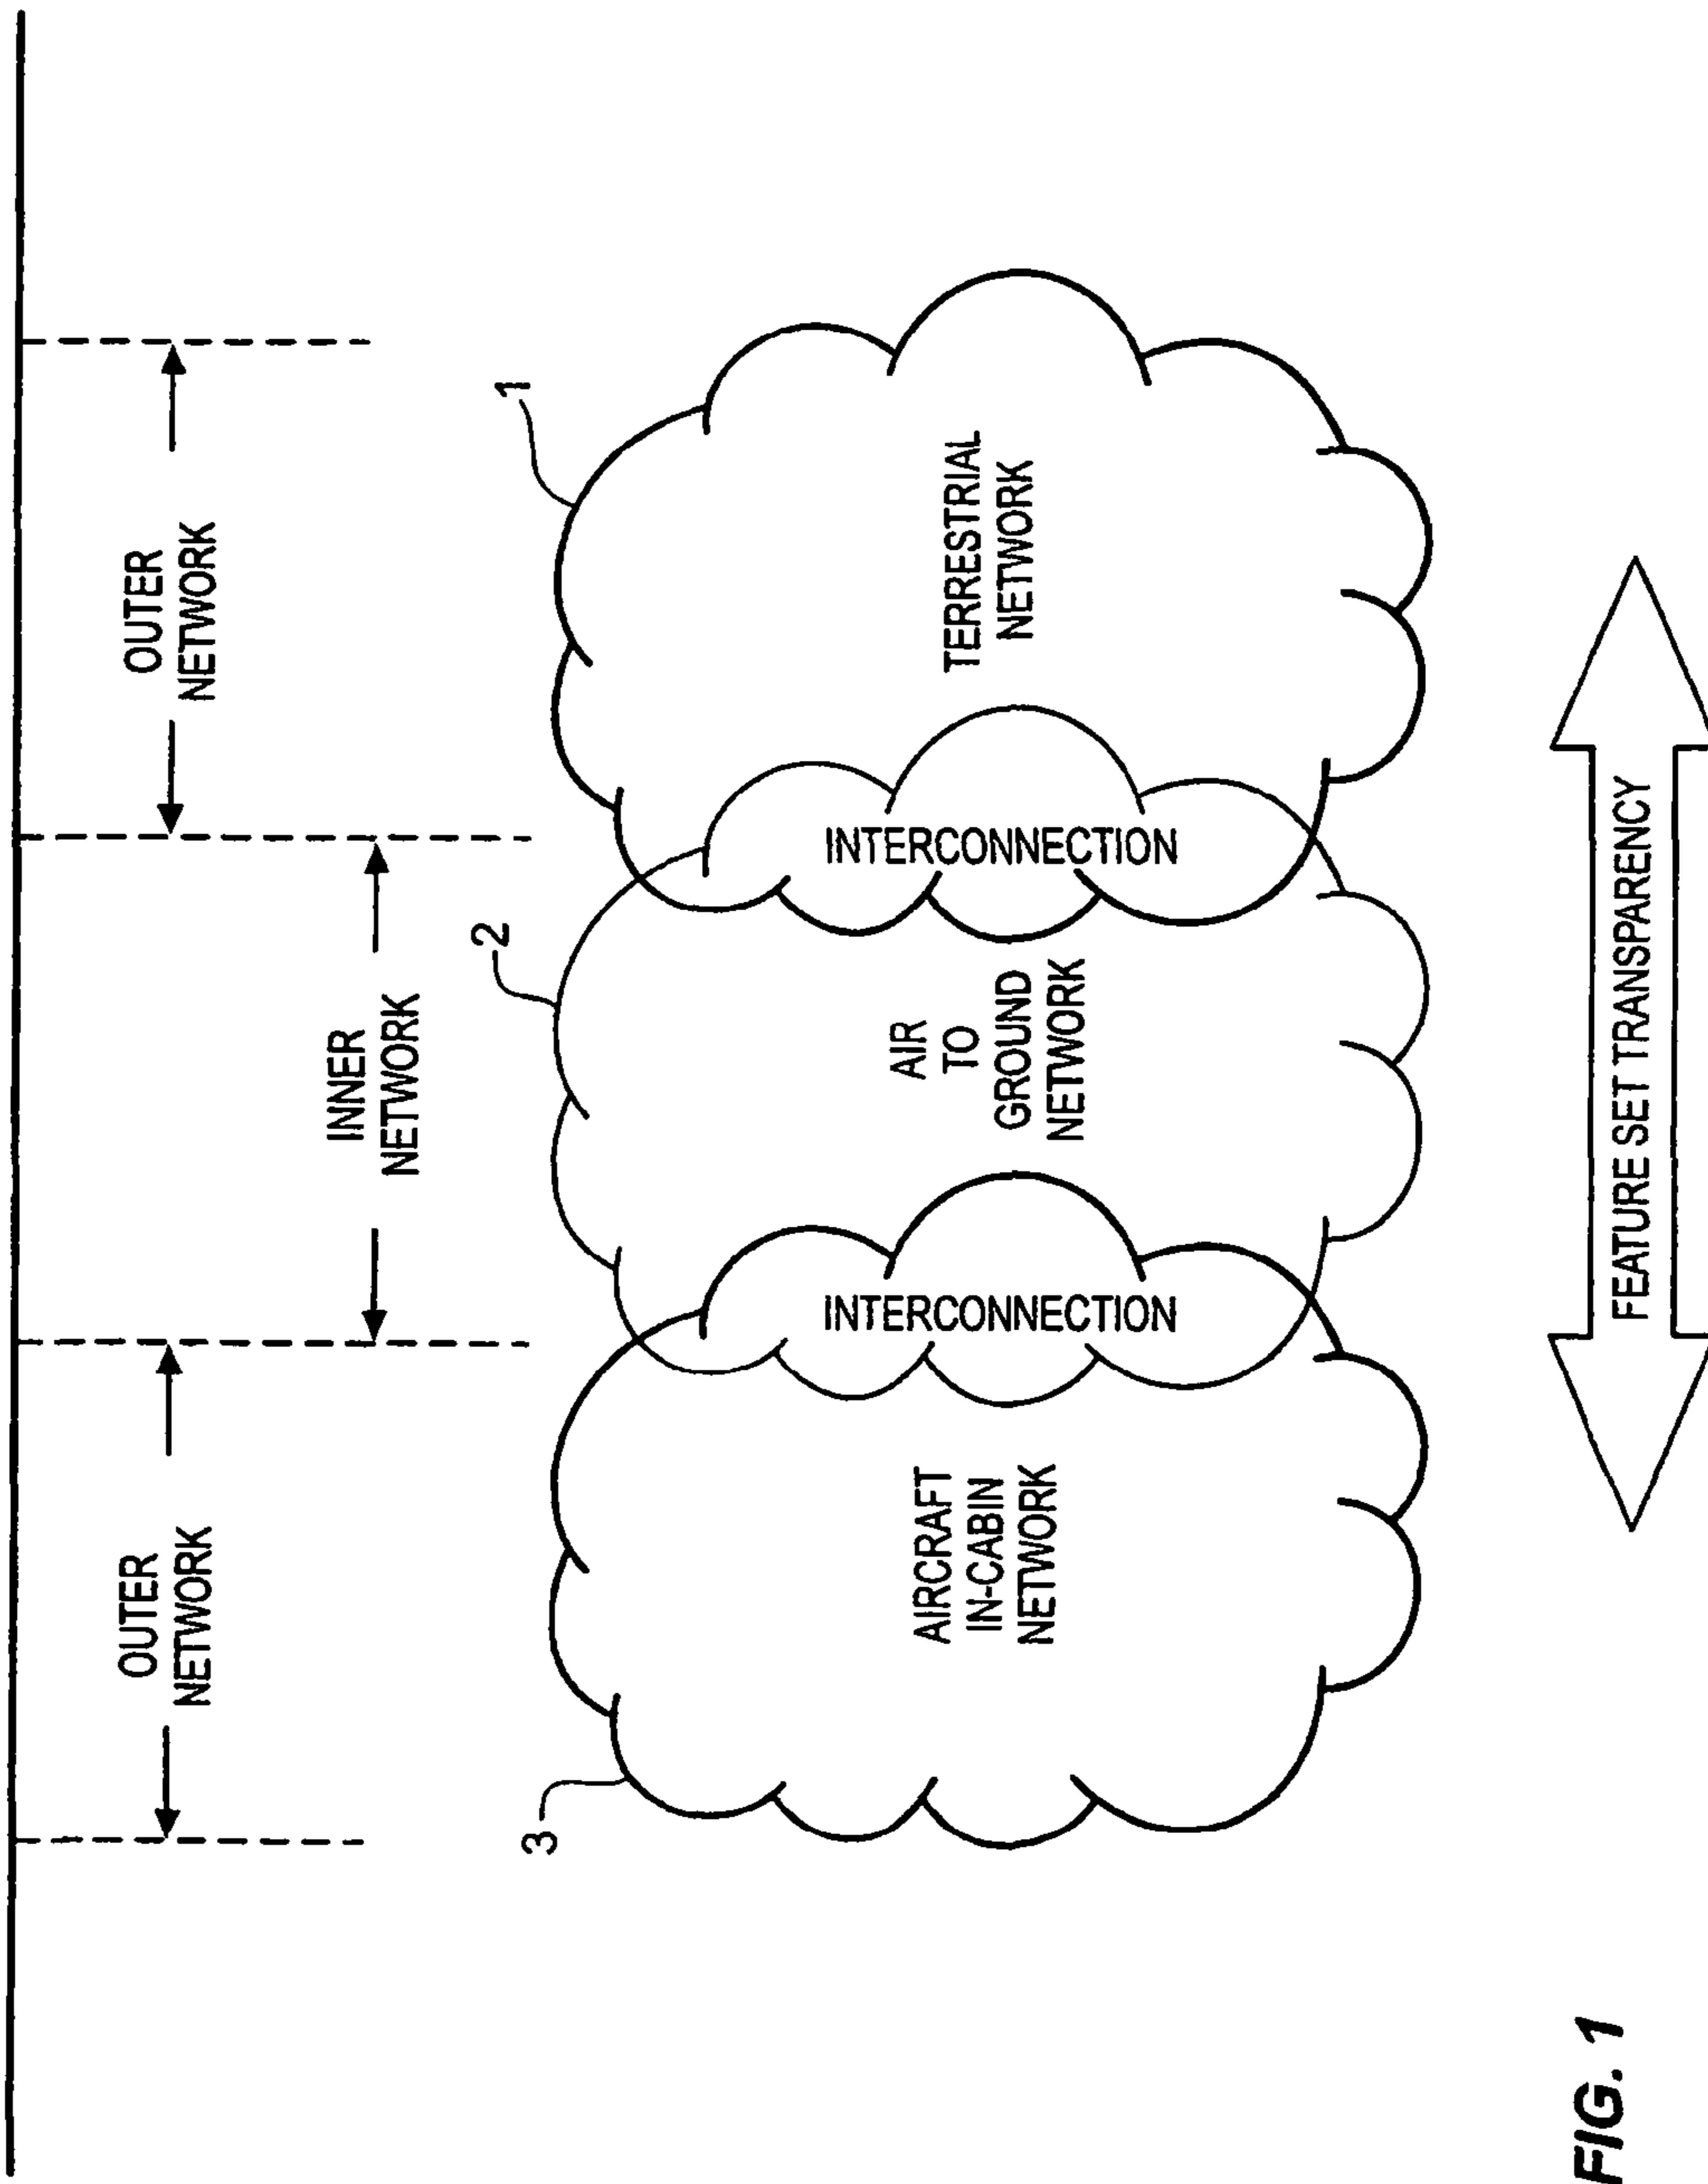 OUTER
NETWORK
INNER
NETWORK
OUTER
NETWORK
3
2
1
AIRCRAFT
IN-CABIN
NETWORK
INTERCONNECTION
AIR
TO
GROUND
NETWORK
INTERCONNECTION
TERRESTRIAL
NETWORK
FEATURE SET TRANSPARENCY
FIG. 1